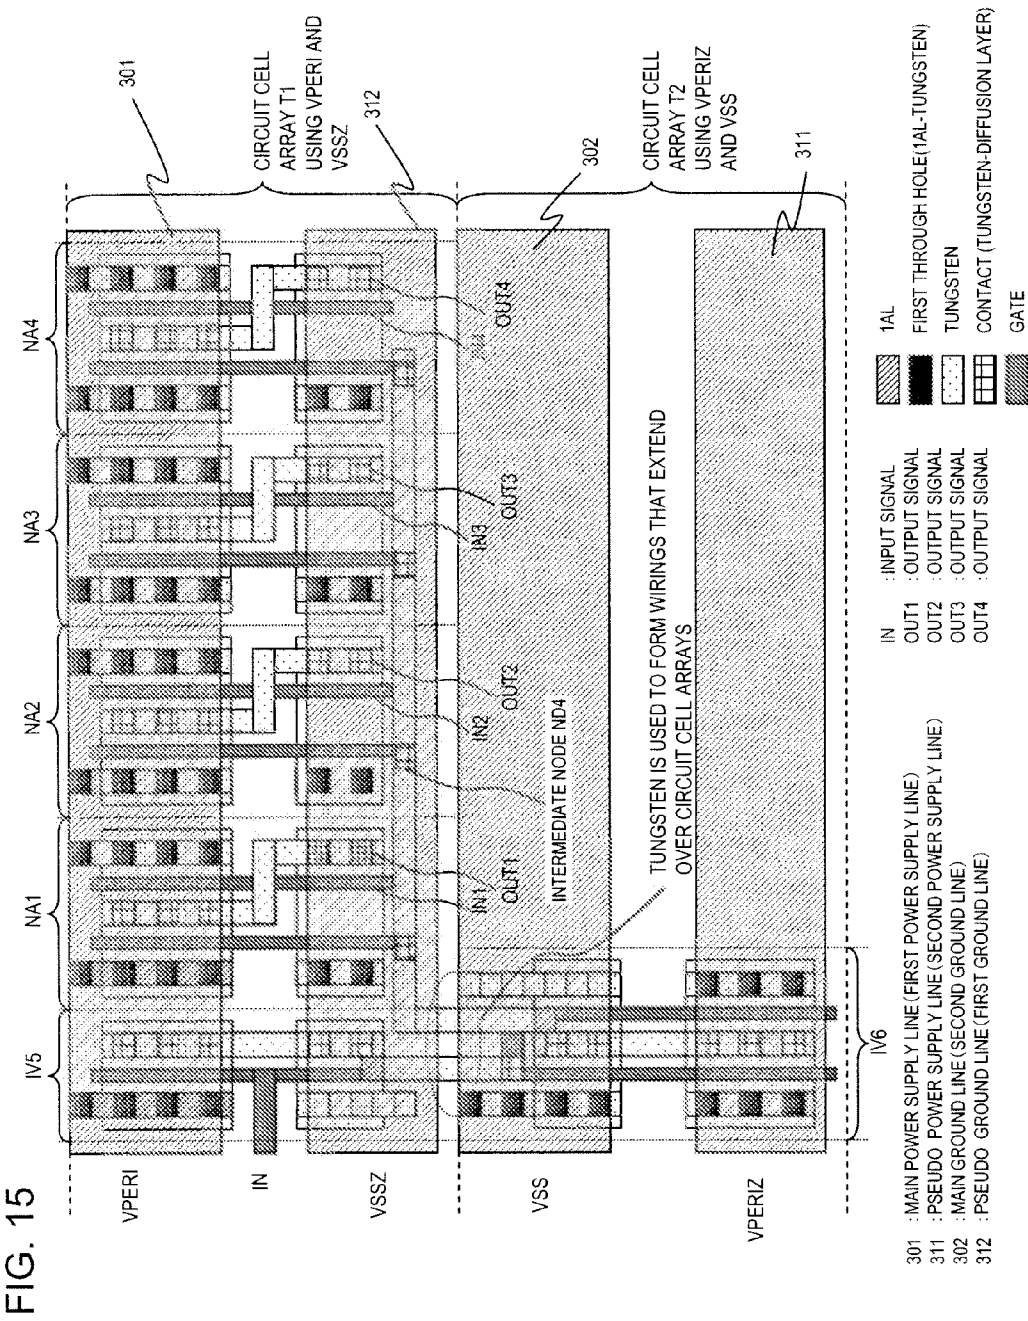 FIG. 15
IV5
NA1
NA2
NA3
NA4
VPERI
IN
VSSZ
VSS
VPERIZ
301
CIRCUIT CELL
ARRAY T1
USING VPERI AND
VSSZ
312
302
CIRCUIT CELL
ARRAY T2
USING VPERIZ
AND VSS
311
IN1
OUT1
IN2
OUT2
IN3
OUT3
OUT4
INTERMEDIATE NODE ND4
TUNGSTEN IS USED TO FORM WIRINGS THAT EXTEND
OVER CIRCUIT CELL ARRAYS
IV6
301 : MAIN POWER SUPPLY LINE (FIRST POWER SUPPLY LINE)
311 : PSEUDO POWER SUPPLY LINE (SECOND POWER SUPPLY LINE)
302 : MAIN GROUND LINE (SECOND GROUND LINE)
312 : PSEUDO GROUND LINE (FIRST GROUND LINE)
IN : INPUT SIGNAL
OUT1 : OUTPUT SIGNAL
OUT2 : OUTPUT SIGNAL
OUT3 : OUTPUT SIGNAL
OUT4 : OUTPUT SIGNAL
1AL
FIRST THROUGH HOLE (1AL-TUNGSTEN)
TUNGSTEN
CONTACT (TUNGSTEN-DIFFUSION LAYER)
GATE